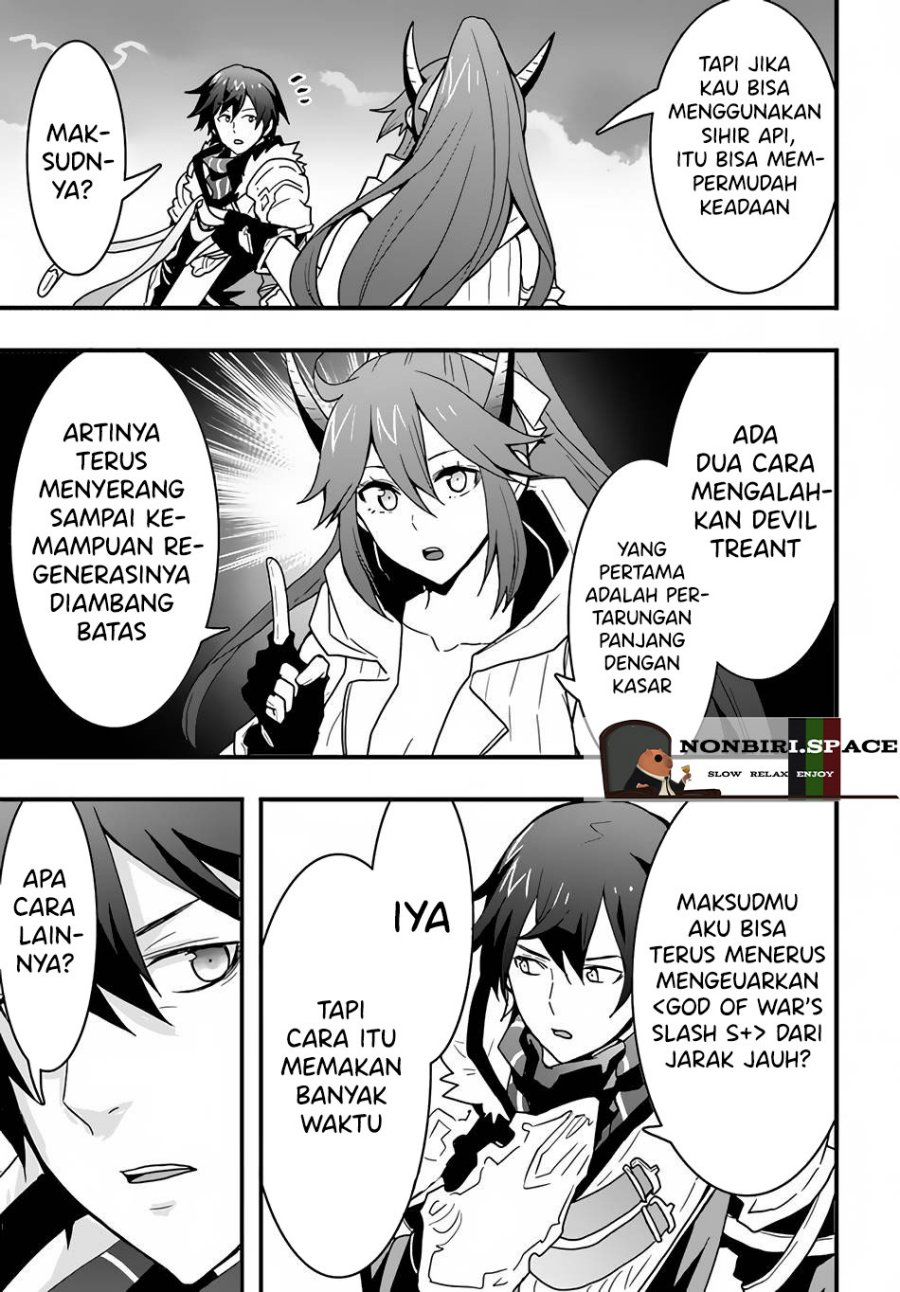 TAPI JIKA
KAU BISA
MENGGUNAKAN
SIHIR API,
ITU BISA MEM-
PERMUDAH
KEADAAN
MAK-
SUDN-
YA?
ADA
DUA CARA
MENGALAH-
KAN DEVIL
TREANT
YANG
PERTAMA
ADALAH PER-
TARUNGAN
PANJANG
DENGAN
KASAR
ARTINYA
TERUS
MENYERANG
SAMPAI KE-
MAMPUAN RE-
GENERASINYA
DIAMBANG
BATAS
NONBIRI.SPACE
SLOW RELAX ENJOY
MAKSUDMU
AKU BISA
TERUS MENERUS
MENGEUARKAN
<GOD OF WAR'S
SLASH S+> DARI
JARAK JAUH?
IYA
TAPI
CARA ITU
MEMAKAN
BANYAK
WAKTU
APA
CARA
LAIN-
NYA?